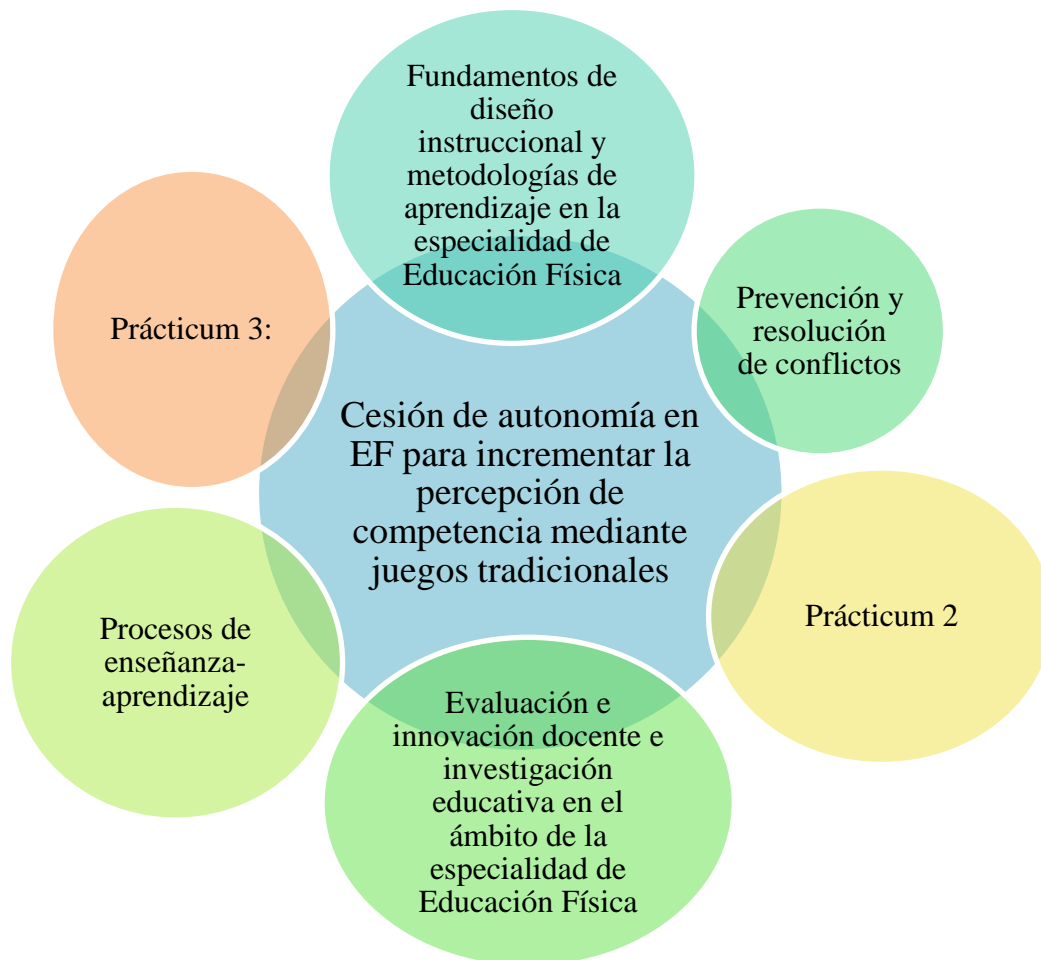 Fundamentos de
diseño
instruccional y
metodologías de
aprendizaje en la
especialidad de
Educación Física
Prevención y
resolución
de conflictos
Prácticum 3:
Cesión de autonomía en
EF para incrementar la
percepción de
competencia mediante
juegos tradicionales
Prácticum 2
Procesos de
enseñanza-
aprendizaje
Evaluación e
innovación docente e
investigación
educativa en el
ámbito de la
especialidad de
Educación Física